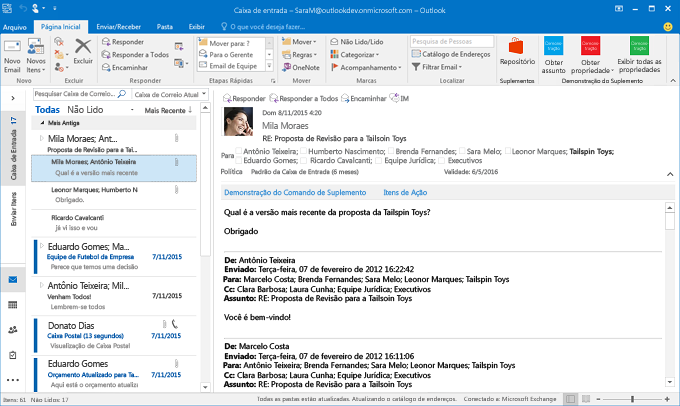 Caixa de entrada – SaraM@outlookdev.onmicrosoft.com – Outlook
Arquivo
Página Inicial
Enviar/Receber
Pasta
Exibir
O que você deseja fazer...
Novo Email
Novos Itens
Excluir
Excluir
Responder
Responder a Todos
Encaminhar
Responder
Mover para: ?
Para o Gerente
Email de Equipe
Etapas Rápidas
Mover
Regras
OneNote
Mover
Não Lido/Lido
Categorizar
Acompanhamento
Marcas
Pesquisa de Pessoas
Catálogo de Endereços
Filtrar Email
Localizar
Repositório
Suplementos
Obter assunto
Obter propriedade
Exibir todas as propriedades
Demonstração do Suplemento
Caixa de Entrada 17
Enviar Itens
Pesquisar Caixa de Correio...
Caixa de Correio Atual
Todas
Não Lido
Mais Recente
Mais Antiga
Mila Moraes; Ant...
Proposta de Revisão para a Tai...
Mila Moraes; Antônio Teixeira
Qual é a versão mais recente
Leonor Marques; Humberto N
Obrigado.
Ricardo Cavalcanti
já vi isso e vou
Eduardo Gomes; Ma...
Equipe de Futebol da Empresa
7/11/2015
Parece que temos uma decisão
Antônio Teixeira; Mil...
Venham Todos!
7/11/2015
Lembrem-se todos
Donato Dias
Caixa Postal (13 segundos)
7/11/2015
Visualização de Caixa Postal
Eduardo Gomes
Orçamento Atualizado para Ta...
7/11/2015
Aqui está o orçamento atualiz
Responder
Responder a Todos
Encaminhar
IM
Dom 8/11/2015 4:20
Mila Moraes
RE: Proposta de Revisão para a Tailsoin Toys
Para
Antônio Teixeira; Humberto Nascimento; Brenda Fernandes; Sara Melo; Leonor Marques; Tailspin Toys;
Eduardo Gomes; Ricardo Cavalcanti; Equipe Jurídica; Executivos
Política
Padrão da Caixa de Entrada (6 meses)
Validade: 6/5/2016
Demonstração do Comando de Suplemento
Itens de Ação
Qual é a versão mais recente da proposta da Tailspin Toys?
Obrigado
De: Antônio Teixeira
Enviado: Terça-feira, 07 de fevereiro de 2012 16:22:42
Para: Marcelo Costa; Brenda Fernandes; Sara Melo; Leonor Marques; Tailspin Toys
Cc: Clara Barbosa; Laura Cunha; Equipe Jurídica; Executivos
Assunto: RE: Proposta de Revisão para a Tailsoin Toys
Você é bem-vindo!
De: Marcelo Costa
Enviado: Terça-feira, 07 de fevereiro de 2012 16:11:06
Para: Antônio Teixeira; Brenda Fernandes; Sara Melo; Leonor Marques; Tailspin Toys
Cc: Clara Barbosa; Laura Cunha; Equipe Jurídica; Executivos
Assunto: RE: Proposta de Revisão para a Tailsoin Toys
Itens: 61
Não Lidos: 17
Todas as pastas estão atualizadas. Atualizando o catálogo de endereços.
Conectado a: Microsoft Exchange